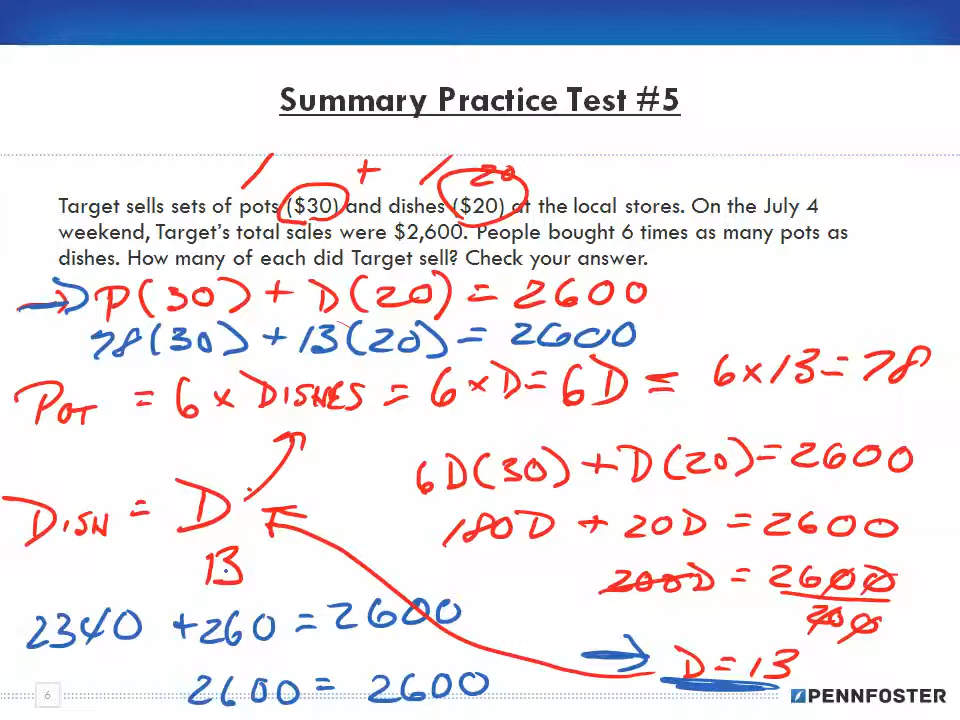 Summary Practice Test #5
+ 20
Target sells sets of pots ($30) and dishes ($20) at the local stores. On the July 4
weekend, Target's total sales were $2,600. People bought 6 times as many pots as
dishes. How many of each did Target sell? Check your answer.
P(30) + D(20) = 2600
78(30) + 13(20) = 2600
POT = 6 x DISHES = 6 x D = 6D = 6 x 13 = 78
6D(30) + D(20) = 2600
DISH = D
180D + 20D = 2600
13
200D = 2600
200
2340 + 260 = 2600
D = 13
2600 = 2600
6
PENNFOSTER